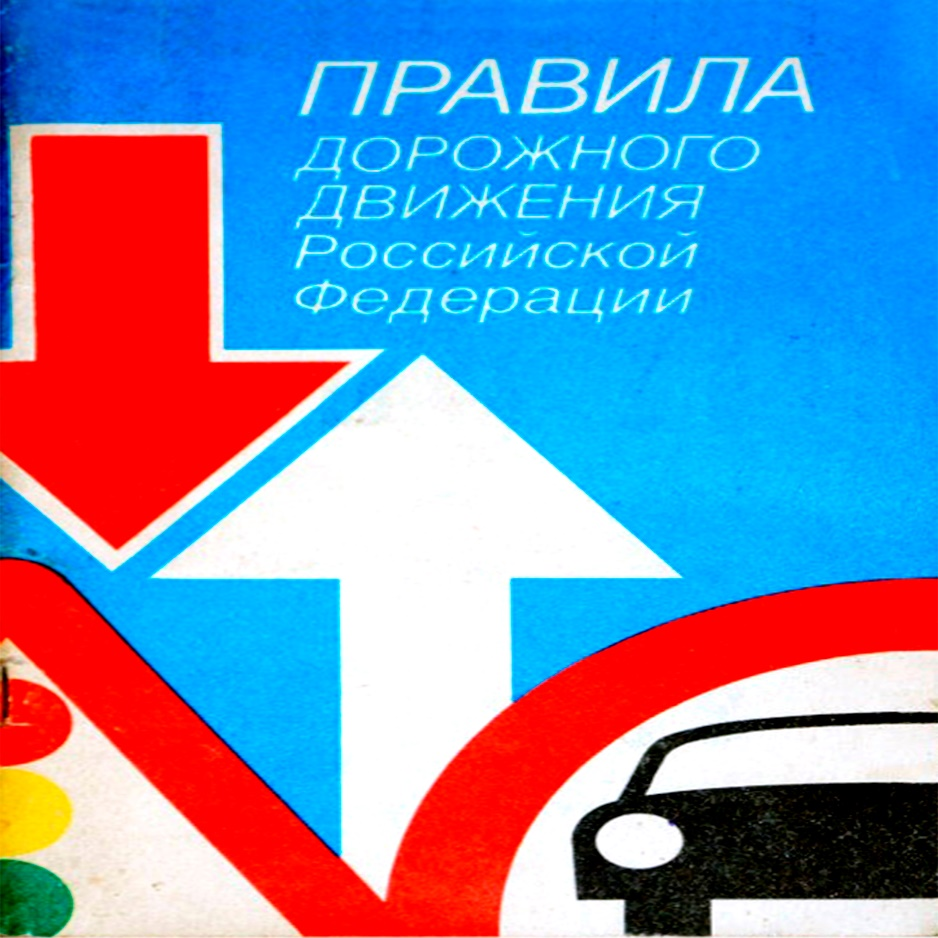 ПРАВИЛА
ДОРОЖНОГО
ДВИЖЕНИЯ
Российской
Федерации